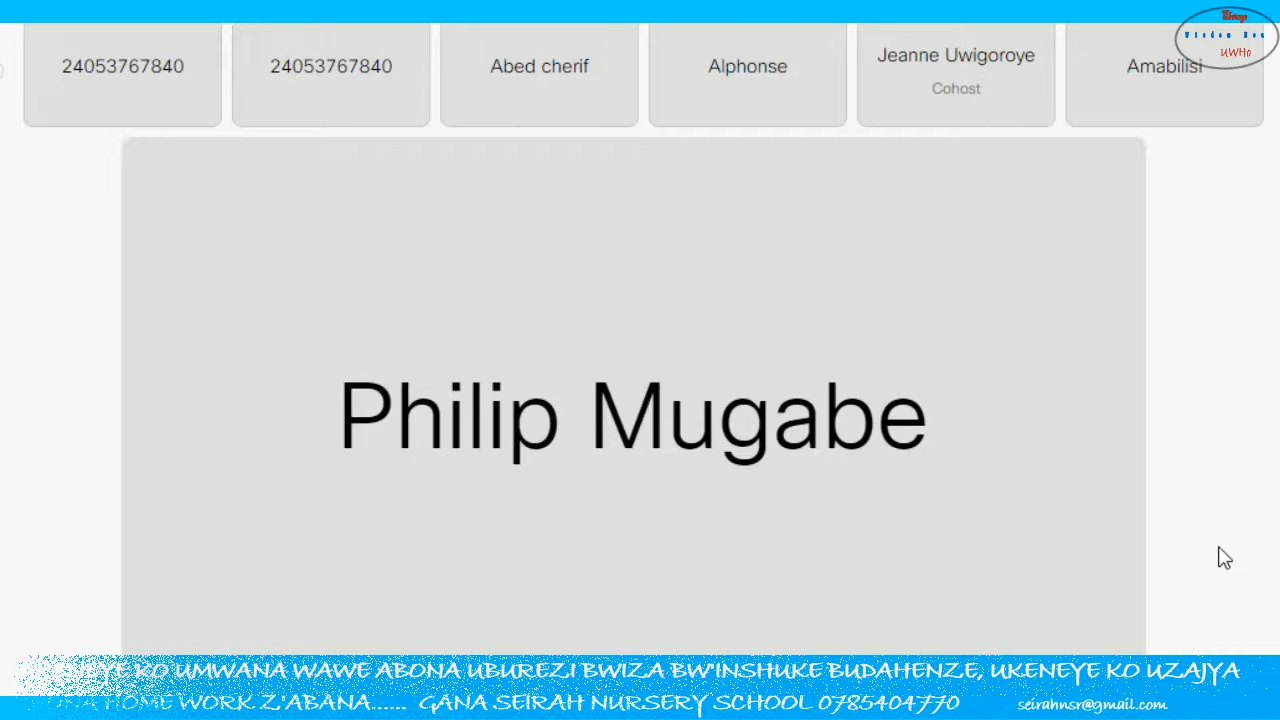 24053767840
24053767840
Abed cherif
Alphonse
Jeanne Uwigoroye
Cohost
Amabilisi
UWHo
Philip Mugabe
KO UMWANA WAWE ABONA UBUREZI BWIZA BW'INSHUKE BUDAHENZE, UKENEYE KO UZAJYA
HOME WORK Z'ABANA...... GANA SEIRAH NURSERY SCHOOL 0785404770 seirahnsr@gmail.com